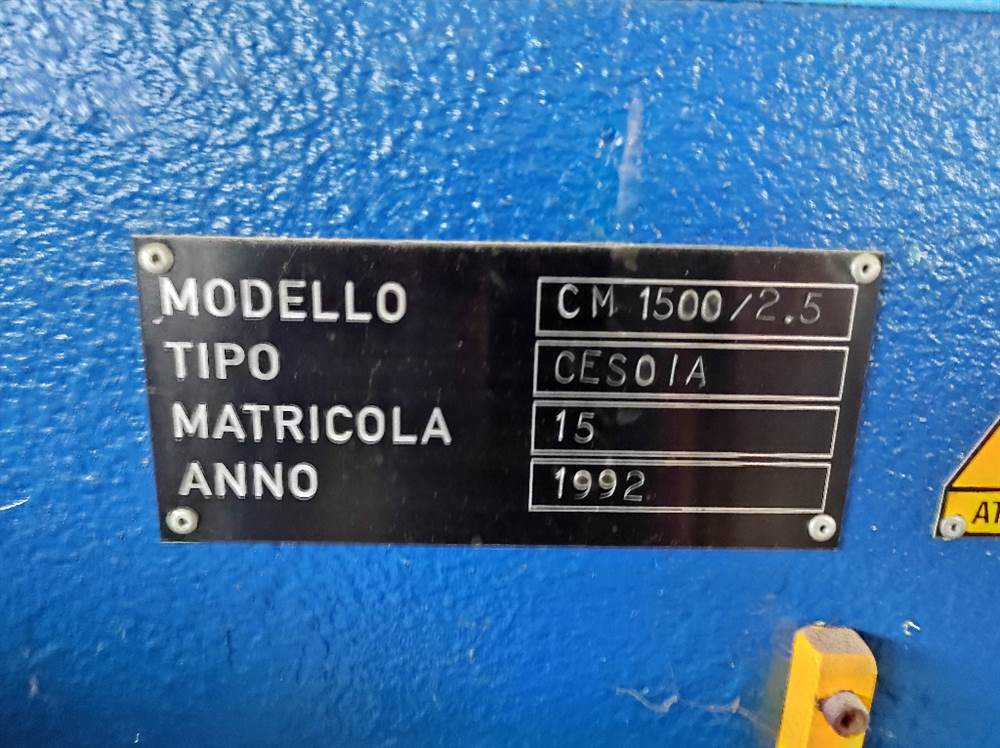 MODELLO CM 1500/2.5
TIPO CESOIA
MATRICOLA 15
ANNO 1992